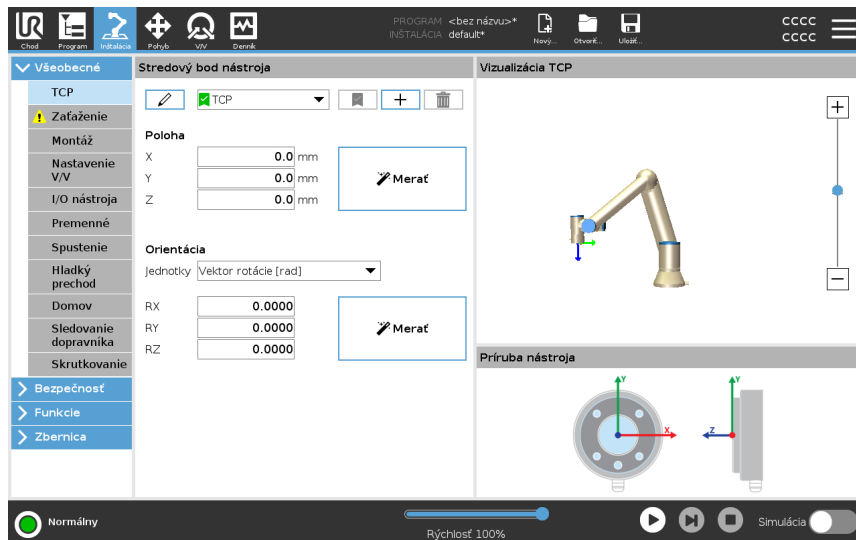 UR
Chod
Program
Inštalácia
Pohyb
V/V
Denník
PROGRAM <bez názvu>*
INŠTALÁCIA default*
Nový...
Otvoriť...
Uložiť...
CCCC
CCCC
Všeobecné
TCP
Zaťaženie
Montáž
Nastavenie
V/V
I/O nástroja
Premenné
Spustenie
Hladký
prechod
Domov
Sledovanie
dopravníka
Skrutkovanie
Bezpečnosť
Funkcie
Zbernica
Stredový bod nástroja
TCP
Poloha
X 0.0 mm
Y 0.0 mm
Z 0.0 mm
Merať
Orientácia
Jednotky Vektor rotácie [rad]
RX 0.0000
RY 0.0000
RZ 0.0000
Merať
Vizualizácia TCP
Príruba nástroja
Y
X
Y
Z
Normálny
Rýchlosť 100%
Simulácia